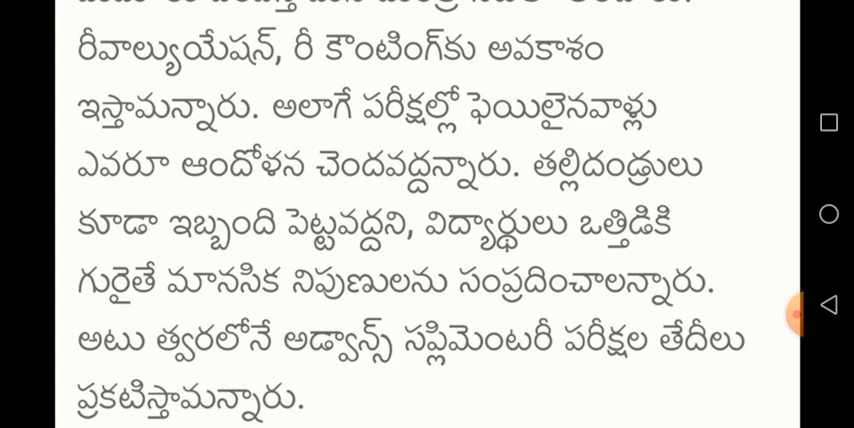 రీవాల్యుయేషన్, రీ కౌంటింగ్‌కు అవకాశం
ఇస్తామన్నారు. అలాగే పరీక్షల్లో ఫెయిలైనవాళ్లు
ఎవరూ ఆందోళన చెందవద్దన్నారు. తల్లిదండ్రులు
కూడా ఇబ్బంది పెట్టవద్దని, విద్యార్థులు ఒత్తిడికి
గురైతే మానసిక నిపుణులను సంప్రదించాలన్నారు.
అటు త్వరలోనే అడ్వాన్స్ సప్లిమెంటరీ పరీక్షల తేదీలు
ప్రకటిస్తామన్నారు.